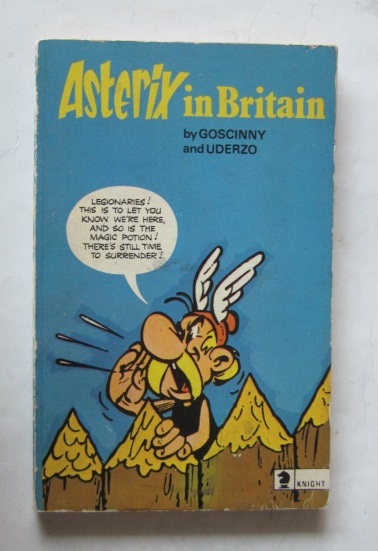 Asterix in Britain
by GOSCINNY
and UDERZO
LEGIONARIES!
THIS IS TO LET YOU
KNOW WE'RE HERE,
AND SO IS THE
MAGIC POTION!
THERE'S STILL TIME
TO SURRENDER!
KNIGHT